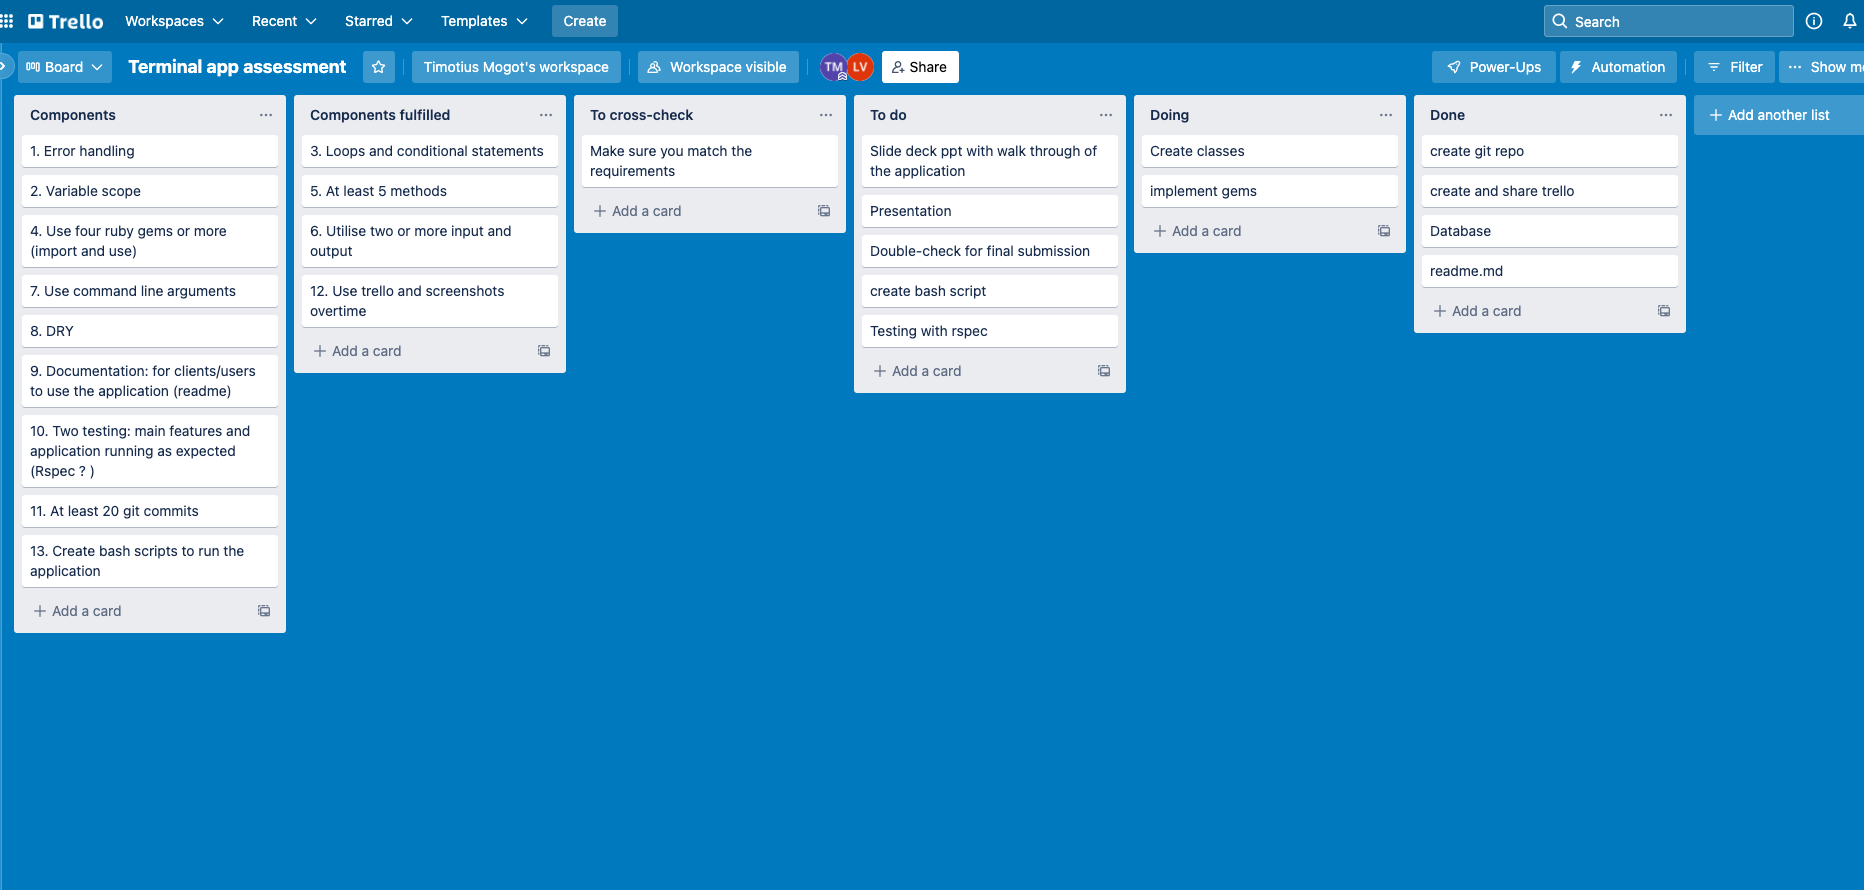 Trello Workspaces Recent Starred Templates Create Search
Board Terminal app assessment Timotius Mogot's workspace Workspace visible TM LV Share Power-Ups Automation Filter Show
Components
1. Error handling
2. Variable scope
4. Use four ruby gems or more
(import and use)
7. Use command line arguments
8. DRY
9. Documentation: for clients/users
to use the application (readme)
10. Two testing: main features and
application running as expected
(Rspec ? )
11. At least 20 git commits
13. Create bash scripts to run the
application
+ Add a card
Components fulfilled
3. Loops and conditional statements
5. At least 5 methods
6. Utilise two or more input and
output
12. Use trello and screenshots
overtime
+ Add a card
To cross-check
Make sure you match the
requirements
+ Add a card
To do
Slide deck ppt with walk through of
the application
Presentation
Double-check for final submission
create bash script
Testing with rspec
+ Add a card
Doing
Create classes
implement gems
+ Add a card
Done
create git repo
create and share trello
Database
readme.md
+ Add a card
+ Add another list